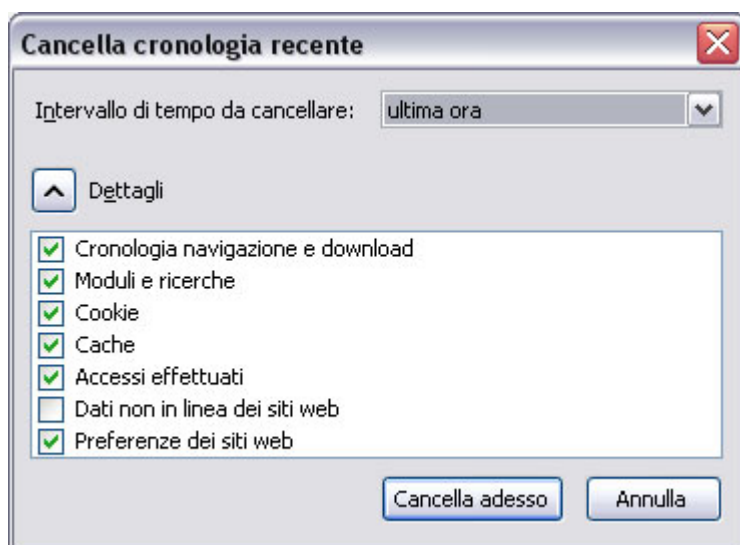 Cancella cronologia recente
Intervallo di tempo da cancellare: ultima ora
Dettagli
Cronologia navigazione e download
Moduli e ricerche
Cookie
Cache
Accessi effettuati
Dati non in linea dei siti web
Preferenze dei siti web
Cancella adesso Annulla